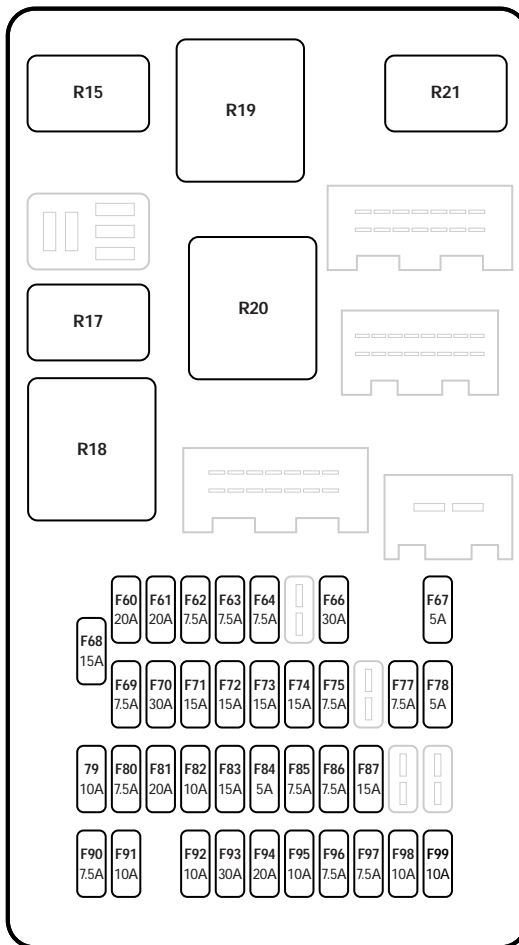 R15
R19
R21
R17
R20
R18
F60 F61 F62 F63 F64 F66 F67
20A 20A 7.5A 7.5A 7.5A 30A 5A
F68
15A
F69 F70 F71 F72 F73 F74 F75 F77 F78
7.5A 30A 15A 15A 15A 15A 7.5A 7.5A 5A
79 F80 F81 F82 F83 F84 F85 F86 F87
10A 7.5A 20A 10A 15A 5A 7.5A 7.5A 15A
F90 F91 F92 F93 F94 F95 F96 F97 F98 F99
7.5A 10A 10A 30A 20A 10A 7.5A 7.5A 10A 10A